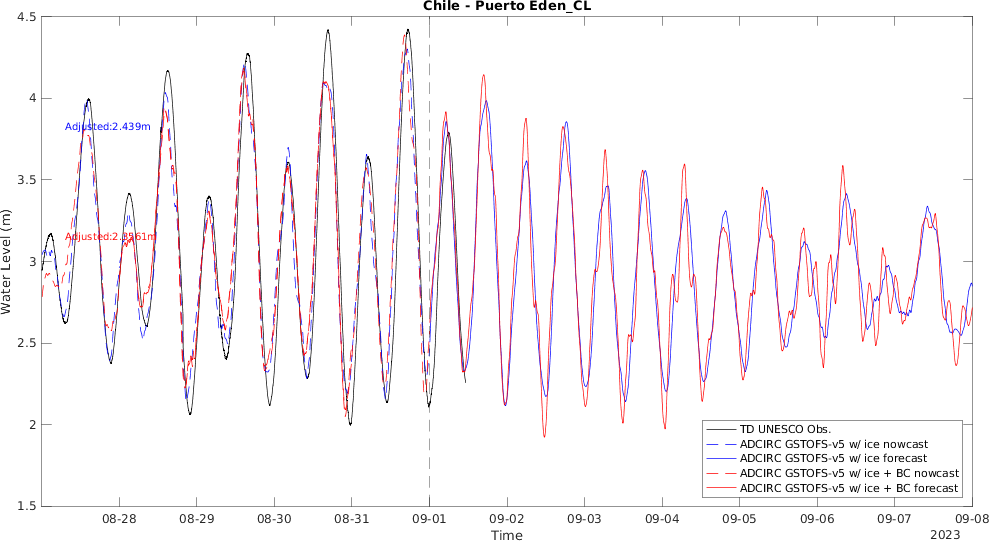 Chile - Puerto Eden_CL
4.5
4
3.5
3
2.5
2
1.5
Water Level (m)
Adjusted:2.439m
08-28
08-29
08-30
08-31
09-01
09-02
09-03
09-04
09-05
09-06
09-07
09-08
Time
2023
TD UNESCO Obs.
ADCIRC GSTOFS-v5 w/ ice nowcast
ADCIRC GSTOFS-v5 w/ ice forecast
ADCIRC GSTOFS-v5 w/ ice + BC nowcast
ADCIRC GSTOFS-v5 w/ ice + BC forecast